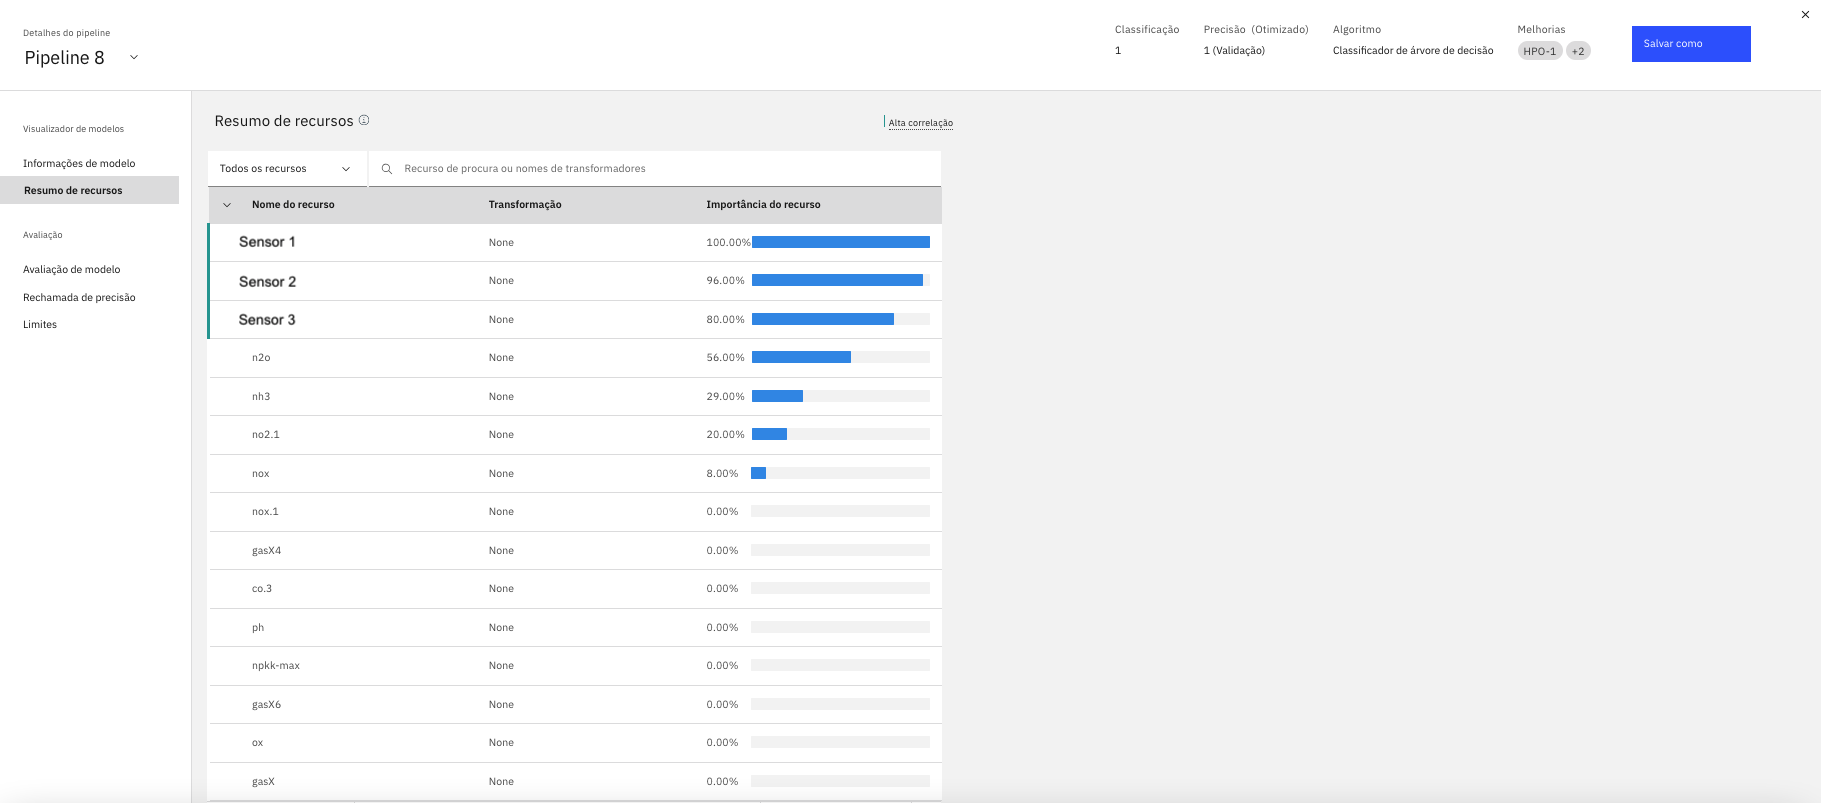 Detalhes do pipeline
Pipeline 8
Classificação
1
Precisão (Otimizado)
1 (Validação)
Algoritmo
Classificador de árvore de decisão
Melhorias
HPO-1 +2
Salvar como
Visualizador de modelos
Informações de modelo
Resumo de recursos
Avaliação
Avaliação de modelo
Rechamada de precisão
Limites
Resumo de recursos
Alta correlação
Todos os recursos
Recurso de procura ou nomes de transformadores
Nome do recurso Transformação Importância do recurso
Sensor 1 None 100.00%
Sensor 2 None 96.00%
Sensor 3 None 80.00%
n2o None 56.00%
nh3 None 29.00%
no2.1 None 20.00%
nox None 8.00%
nox.1 None 0.00%
gasX4 None 0.00%
co.3 None 0.00%
ph None 0.00%
npkk-max None 0.00%
gasX6 None 0.00%
ox None 0.00%
gasX None 0.00%